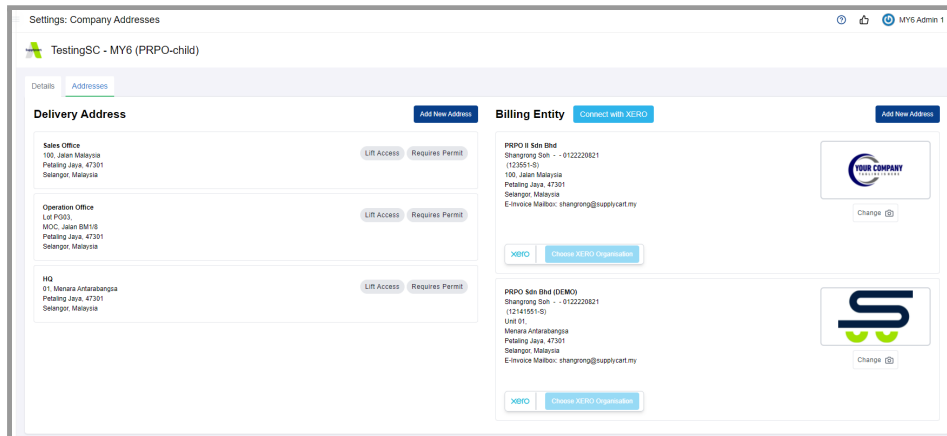 Settings: Company Addresses
MY6 Admin 1
TestingSC - MY6 (PRPO-child)
Details
Addresses
Delivery Address
Add New Address
Sales Office
100, Jalan Malaysia
Petaling Jaya, 47301
Selangor, Malaysia
Lift Access
Requires Permit
Operation Office
Lot PG03,
MOC, Jalan BM1/8
Petaling Jaya, 47301
Selangor, Malaysia
Lift Access
Requires Permit
HQ
01, Menara Antarabangsa
Petaling Jaya, 47301
Selangor, Malaysia
Lift Access
Requires Permit
Billing Entity
Connect with XERO
Add New Address
PRPO II Sdn Bhd
Shangrong Soh - - 0122220821
(123551-S)
100, Jalan Malaysia
Petaling Jaya, 47301
Selangor, Malaysia
E-Invoice Mailbox: shangrong@supplycart.my
YOUR COMPANY
TAGLINE IS HERE
Change
xero
Choose XERO Organisation
PRPO Sdn Bhd (DEMO)
Shangrong Soh - - 0122220821
(12141551-S)
Unit 01,
Menara Antarabangsa
Petaling Jaya, 47301
Selangor, Malaysia
E-Invoice Mailbox: shangrong@supplycart.my
Change
xero
Choose XERO Organisation